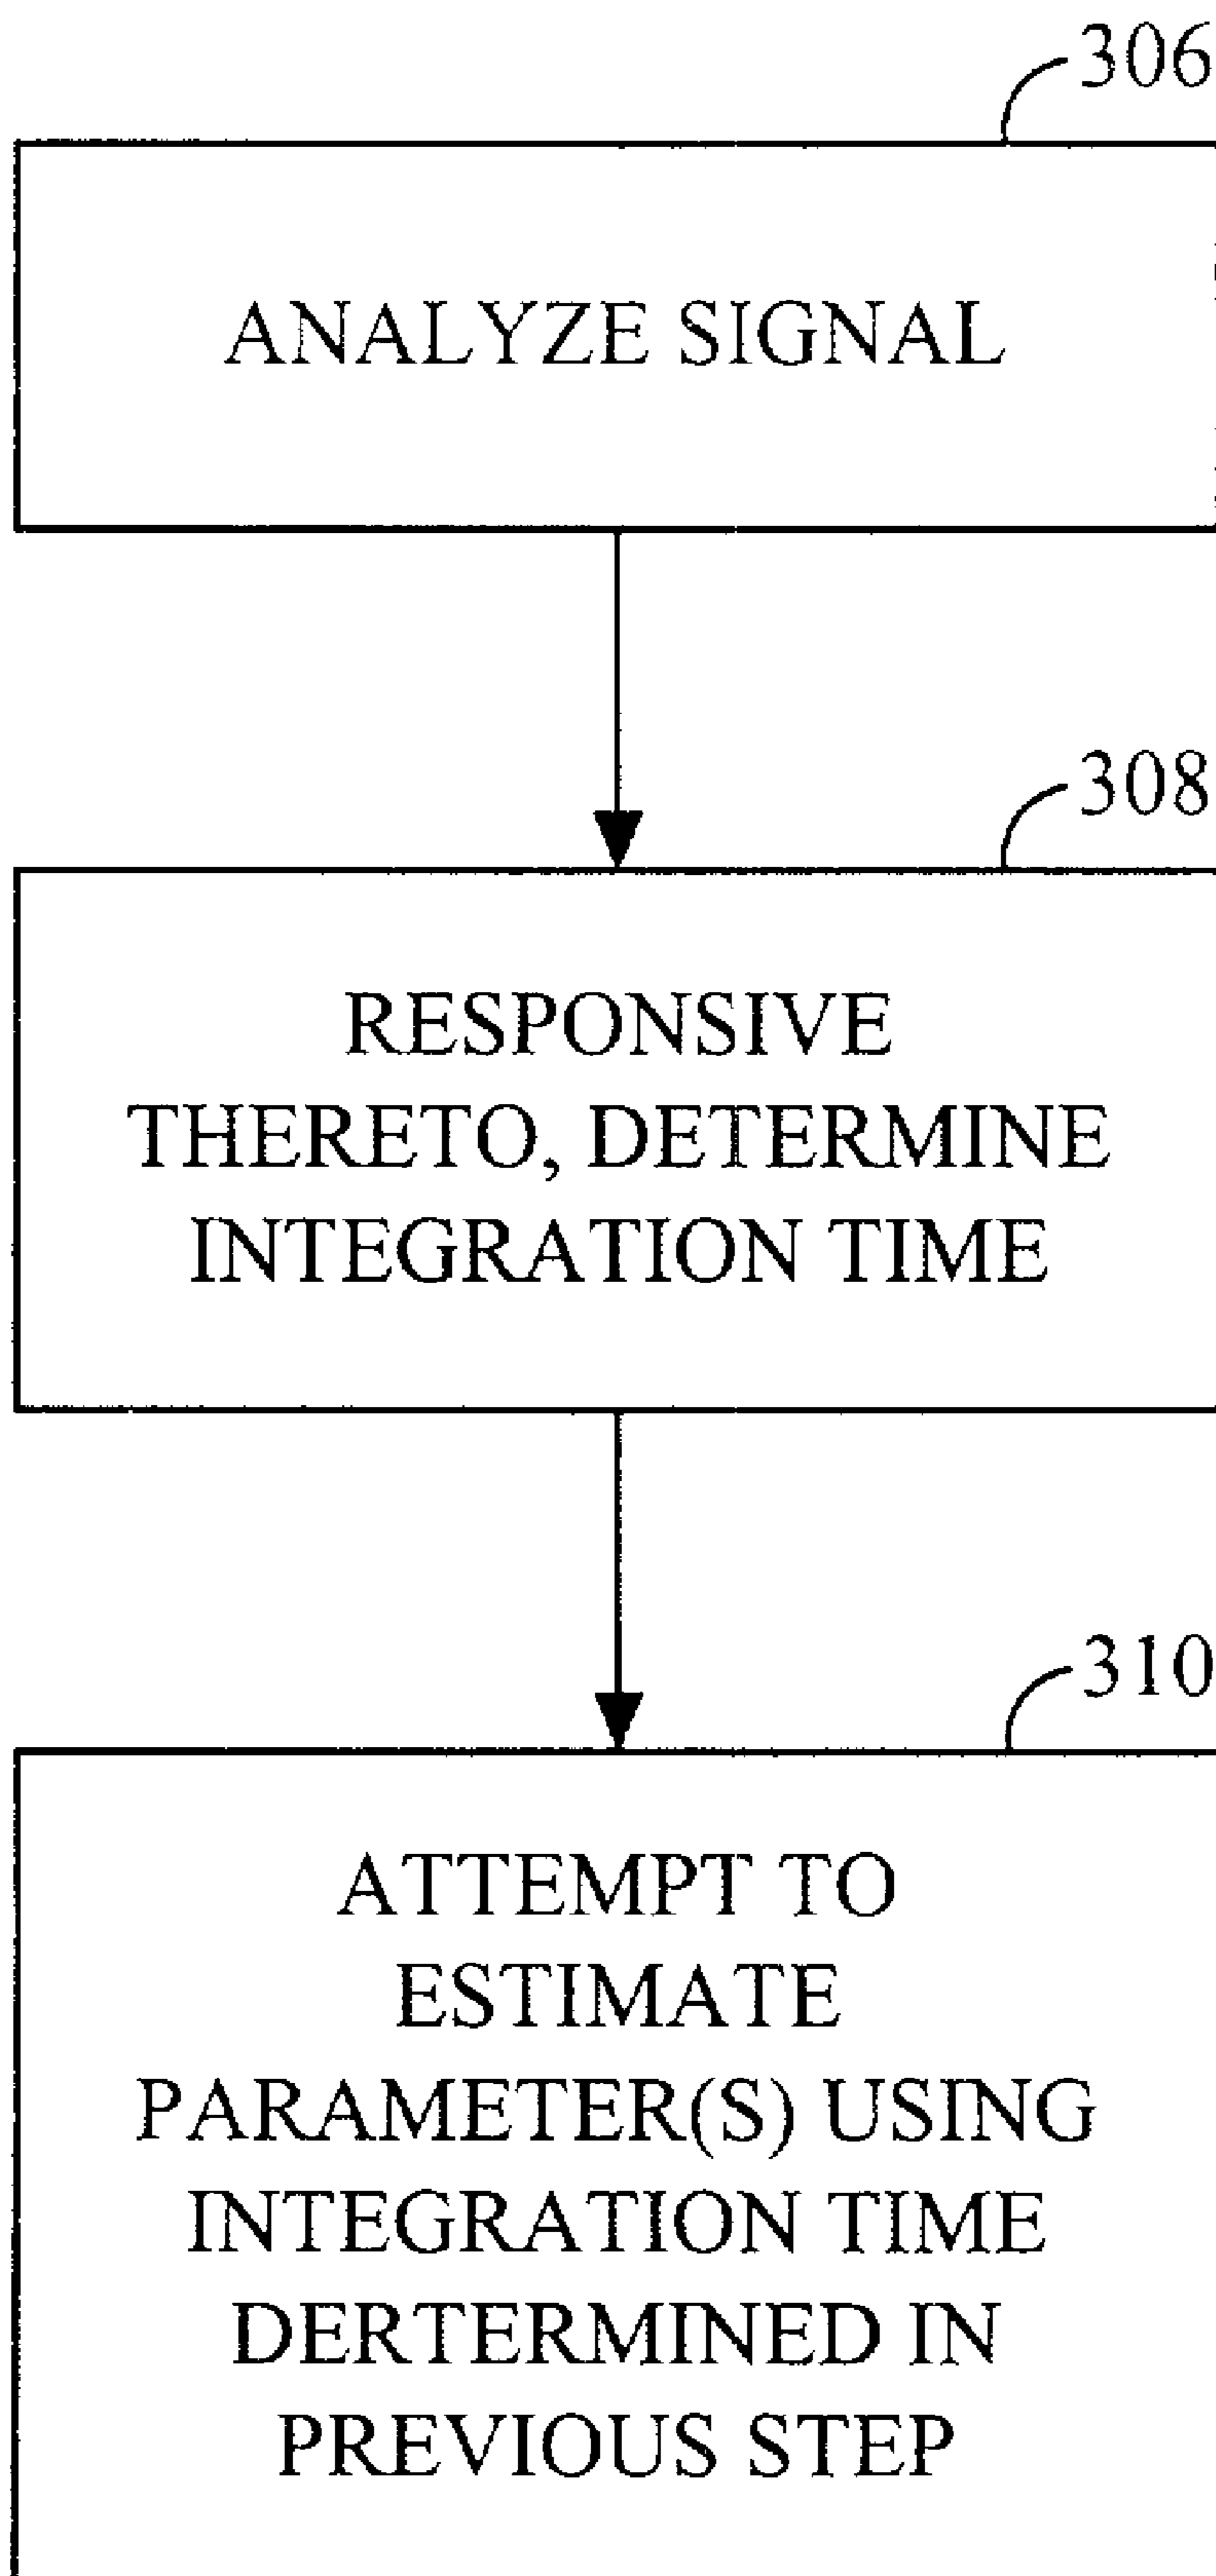 306
ANALYZE SIGNAL
308
RESPONSIVE
THERETO, DETERMINE
INTEGRATION TIME
310
ATTEMPT TO
ESTIMATE
PARAMETER(S) USING
INTEGRATION TIME
DERTERMINED IN
PREVIOUS STEP